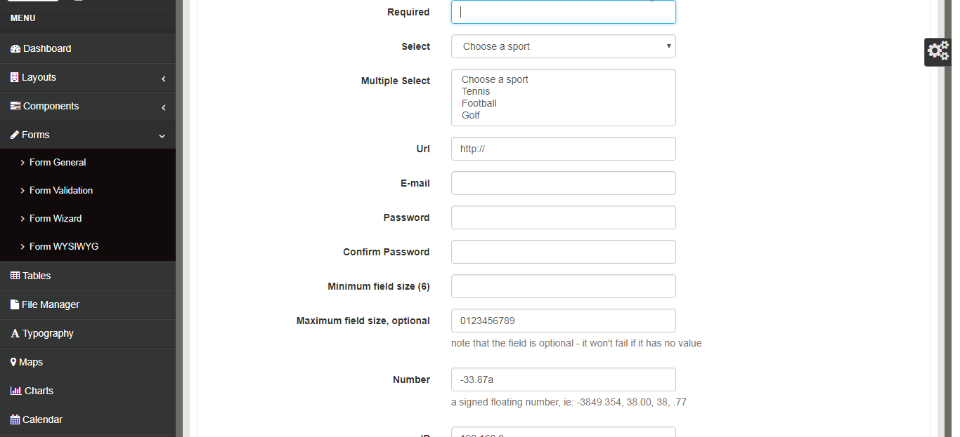 MENU
Dashboard
Layouts
Components
Forms
Form General
Form Validation
Form Wizard
Form WYSIWYG
Tables
File Manager
Typography
Maps
Charts
Calendar
Required
Select Choose a sport
Multiple Select Choose a sport
Tennis
Football
Golf
Url http://
E-mail
Password
Confirm Password
Minimum field size (6)
Maximum field size, optional 0123456789
note that the field is optional - it won't fail if it has no value
Number -33.87a
a signed floating number, ie: -3849.354, 38.00, 38, .77